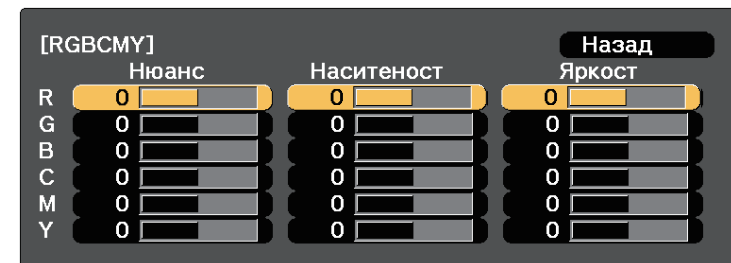 [RGBCMY] Назад
Нюанс Наситеност Яркост
R 0 0 0
G 0 0 0
B 0 0 0
C 0 0 0
M 0 0 0
Y 0 0 0